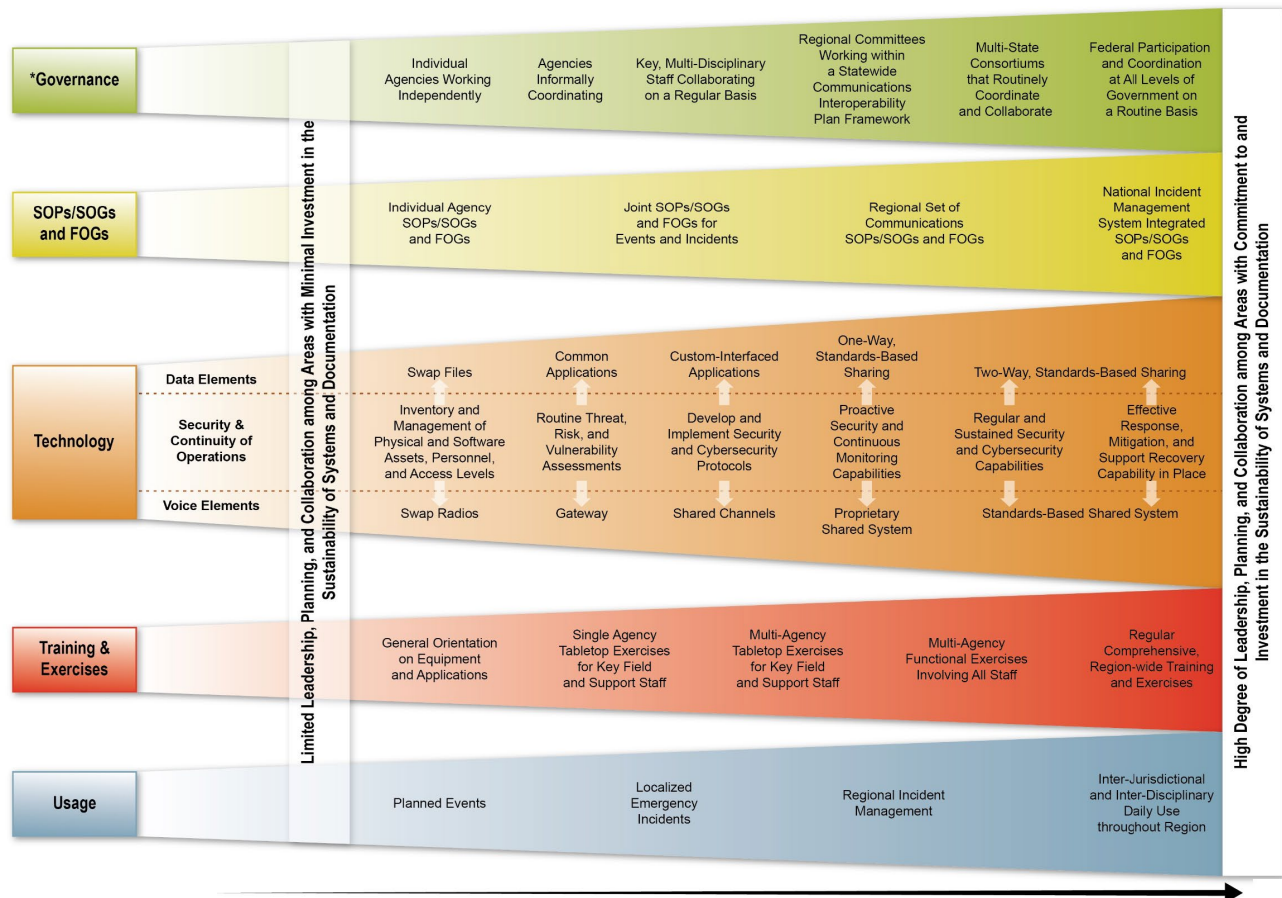 *Governance
Individual
Agencies Working
Independently
Agencies
Informally
Coordinating
Key, Multi-Disciplinary
Staff Collaborating
on a Regular Basis
Regional Committees
Working within
a Statewide
Communications
Interoperability
Plan Framework
Multi-State
Consortiums
that Routinely
Coordinate
and Collaborate
Federal Participation
and Coordination
at All Levels of
Government on
a Routine Basis
SOPs/SOGs
and FOGs
Individual Agency
SOPs/SOGs
and FOGs
Joint SOPs/SOGs
and FOGs for
Events and Incidents
Regional Set of
Communications
SOPs/SOGs and FOGs
National Incident
Management
System Integrated
SOPs/SOGs
and FOGs
Technology
Data Elements
Swap Files
Common
Applications
Custom-Interfaced
Applications
One-Way,
Standards-Based
Sharing
Two-Way, Standards-Based Sharing
Security &
Continuity of
Operations
Inventory and
Management of
Physical and Software
Assets, Personnel,
and Access Levels
Routine Threat,
Risk, and
Vulnerability
Assessments
Develop and
Implement Security
and Cybersecurity
Protocols
Proactive
Security and
Continuous
Monitoring
Capabilities
Regular and
Sustained Security
and Cybersecurity
Capabilities
Effective
Response,
Mitigation, and
Support Recovery
Capability in Place
Voice Elements
Swap Radios
Gateway
Shared Channels
Proprietary
Shared System
Standards-Based Shared System
Training &
Exercises
General Orientation
on Equipment
and Applications
Single Agency
Tabletop Exercises
for Key Field
and Support Staff
Multi-Agency
Tabletop Exercises
for Key Field
and Support Staff
Multi-Agency
Functional Exercises
Involving All Staff
Regular
Comprehensive,
Region-wide Training
and Exercises
Usage
Planned Events
Localized
Emergency
Incidents
Regional Incident
Management
Inter-Jurisdictional
and Inter-Disciplinary
Daily Use
throughout Region
Limited Leadership, Planning, and Collaboration among Areas with Minimal Investment in the
Sustainability of Systems and Documentation
High Degree of Leadership, Planning, and Collaboration among Areas with Commitment to and
Investment in the Sustainability of Systems and Documentation